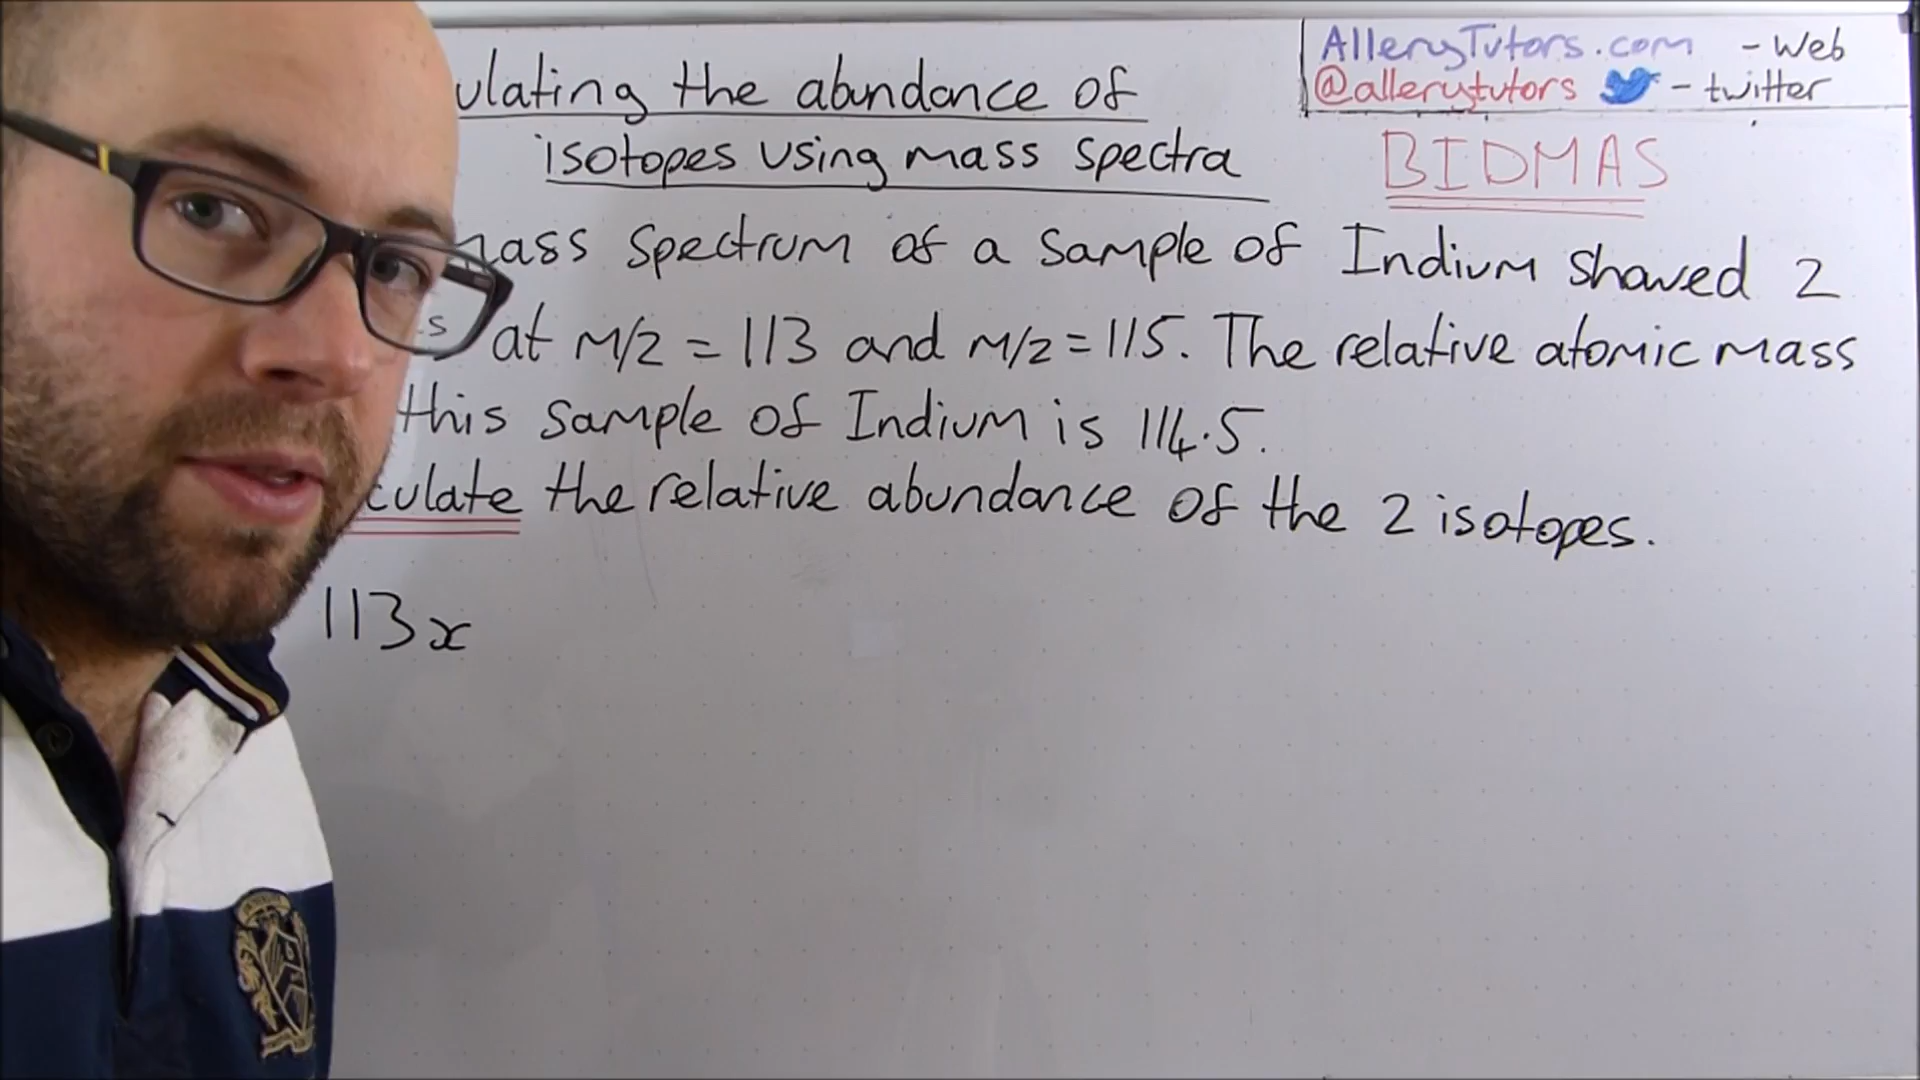 ulating the abundance of
isotopes using mass spectra
AlleryTutors.com - Web
@allerytutors - twitter
BIDMAS
mass spectrum of a sample of Indium showed 2
s at m/z = 113 and m/z = 115. The relative atomic mass
this sample of Indium is 114.5.
culate the relative abundance of the 2 isotopes.
113x